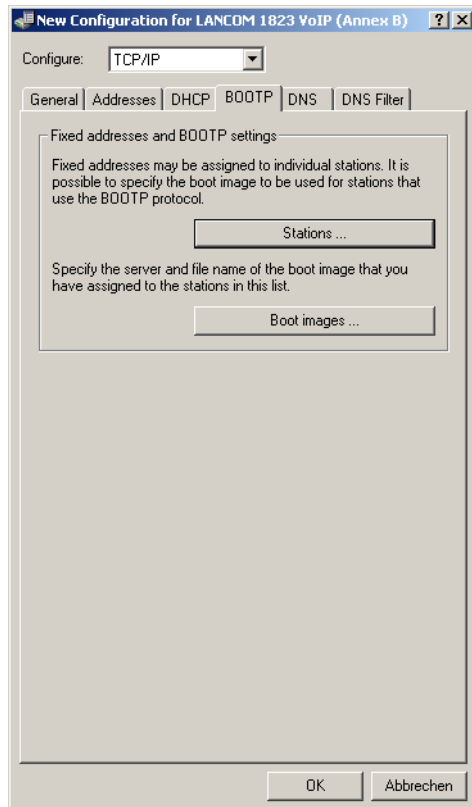 New Configuration for LANCOM 1823 VoIP (Annex B)
Configure: TCP/IP
General Addresses DHCP BOOTP DNS DNS Filter
Fixed addresses and BOOTP settings
Fixed addresses may be assigned to individual stations. It is
possible to specify the boot image to be used for stations that
use the BOOTP protocol.
Stations ...
Specify the server and file name of the boot image that you
have assigned to the stations in this list.
Boot images ...
OK Abbrechen